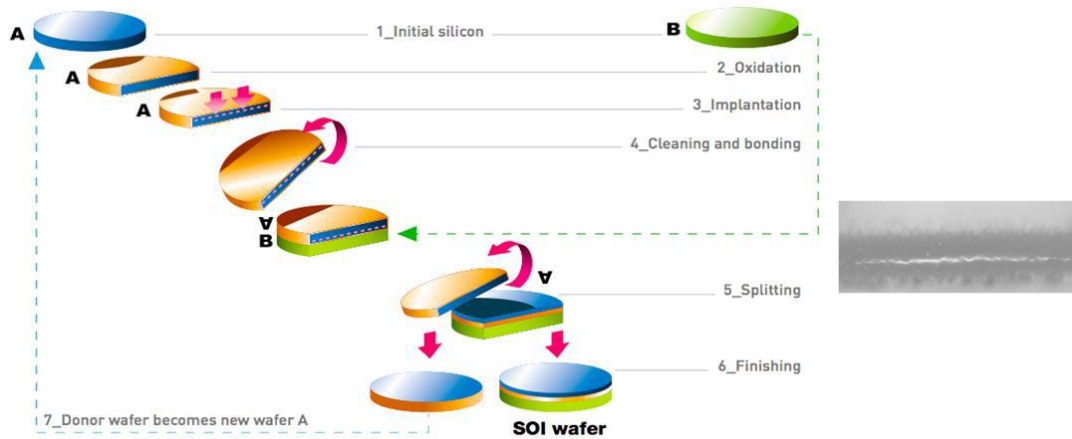 A
1_Initial silicon
B
A
2_Oxidation
A
3_Implantation
4_Cleaning and bonding
A
B
A
5_Splitting
6_Finishing
7_Donor wafer becomes new wafer A
SOI wafer